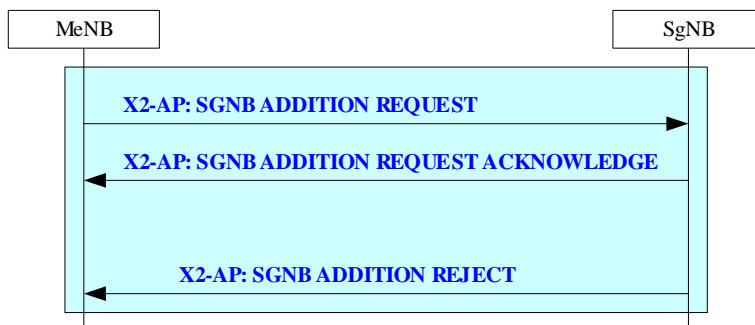 MeNB
SgNB
X2-AP: SGNB ADDITION REQUEST
X2-AP: SGNB ADDITION REQUEST ACKNOWLEDGE
X2-AP: SGNB ADDITION REJECT